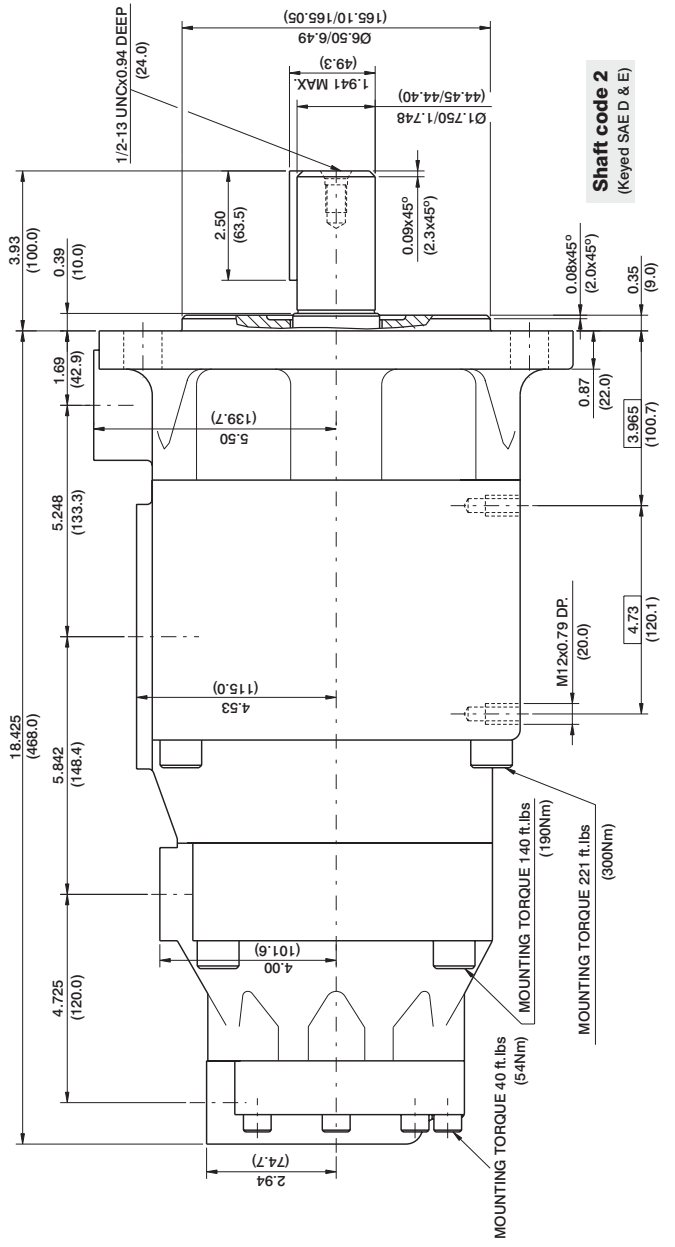 18.425
(468.0)
3.93
(100.0)
4.725
(120.0)
5.842
(148.4)
5.248
(133.3)
1.69
(42.9)
0.39
(10.0)
2.50
(63.5)
1/2-13 UNCx0.94 DEEP
(24.0)
Ø6.50/6.49
(165.10/165.05)
1.941 MAX.
(49.3)
Ø1.750/1.748
(44.45/44.40)
2.94
(74.7)
4.00
(101.6)
4.53
(115.0)
5.50
(139.7)
0.09x45º
(2.3x45º)
0.08x45º
(2.0x45º)
0.35
(9.0)
0.87
(22.0)
3.965
(100.7)
4.73
(120.1)
M12x0.79 DP.
(20.0)
MOUNTING TORQUE 40 ft.lbs
(54Nm)
MOUNTING TORQUE 140 ft.lbs
(190Nm)
MOUNTING TORQUE 221 ft.lbs
(300Nm)
Shaft code 2
(Keyed SAE D & E)